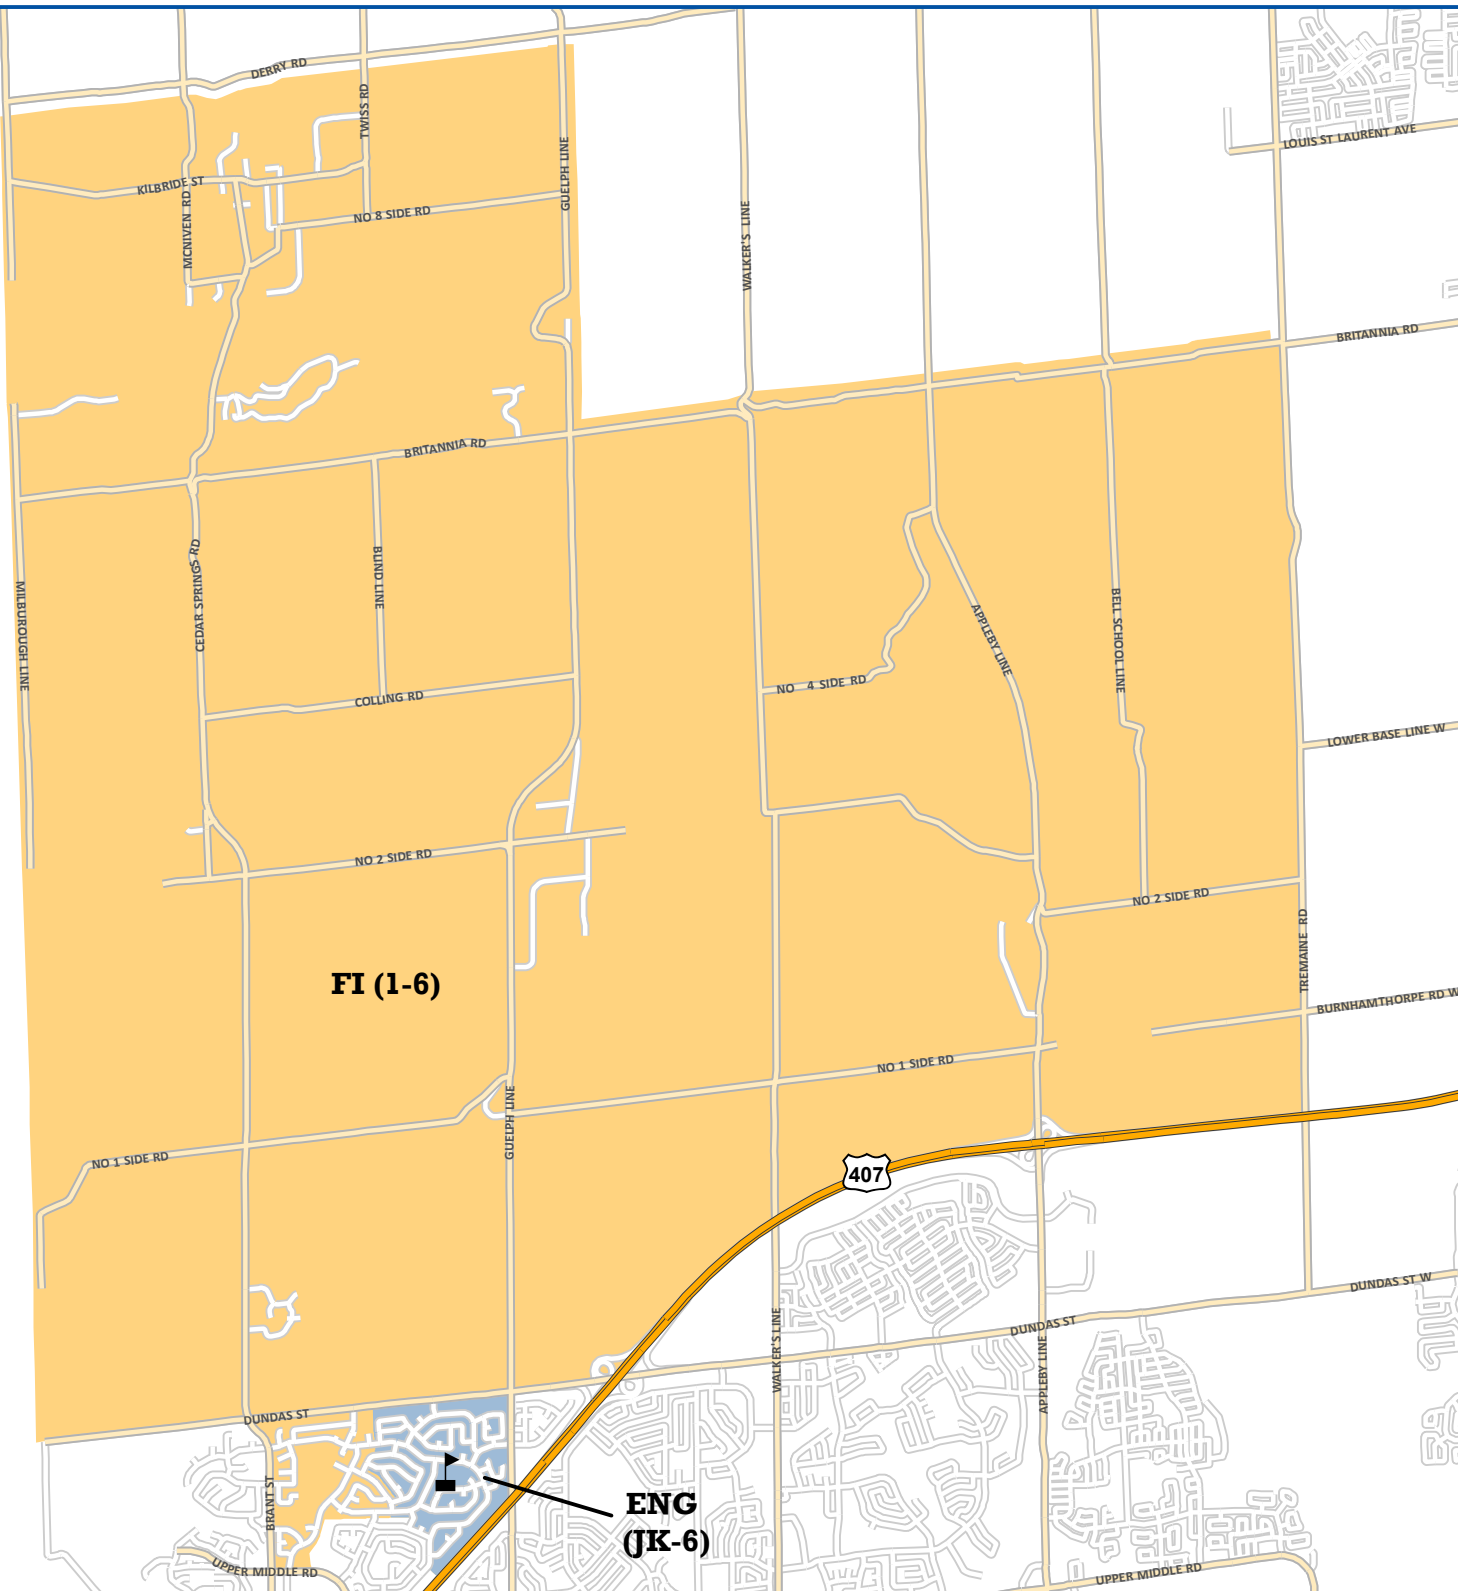 DERRY RD
TWISS RD
LOUIS ST LAURENT AVE
GUELPH LINE
KILBRIDE ST
MCNIVEN RD
NO 8 SIDE RD
WALKER'S LINE
BRITANNIA RD
BRITANNIA RD
CEDAR SPRINGS RD
BLIND LINE
MILBUROUGH LINE
APPLEBY LINE
BELL SCHOOL LINE
NO 4 SIDE RD
COLLING RD
LOWER BASE LINE W
NO 2 SIDE RD
NO 2 SIDE RD
TREMAINE RD
FI (1-6)
BURNHAMTHORPE RD W
NO 1 SIDE RD
GUELPH LINE
NO 1 SIDE RD
407
DUNDAS ST W
DUNDAS ST
WALKER'S LINE
APPLEBY LINE
DUNDAS ST
BRANT ST
ENG
(JK-6)
UPPER MIDDLE RD
UPPER MIDDLE RD